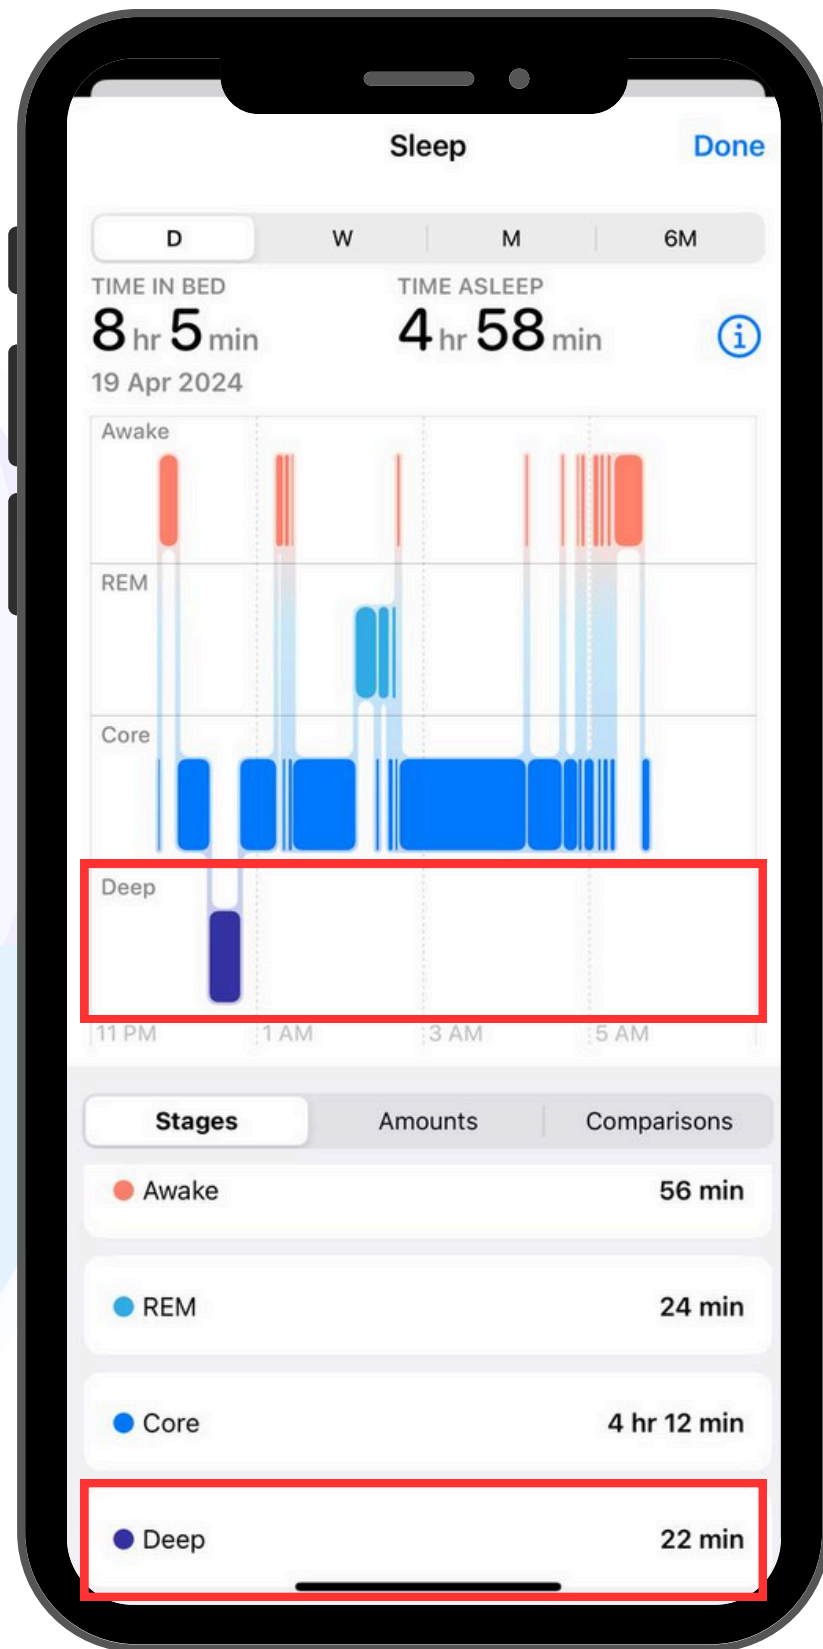 Sleep Done
D W M 6M
TIME IN BED TIME ASLEEP
8 hr 5 min 4 hr 58 min
19 Apr 2024
Awake
REM
Core
Deep
11 PM 1 AM 3 AM 5 AM
Stages Amounts Comparisons
Awake 56 min
REM 24 min
Core 4 hr 12 min
Deep 22 min